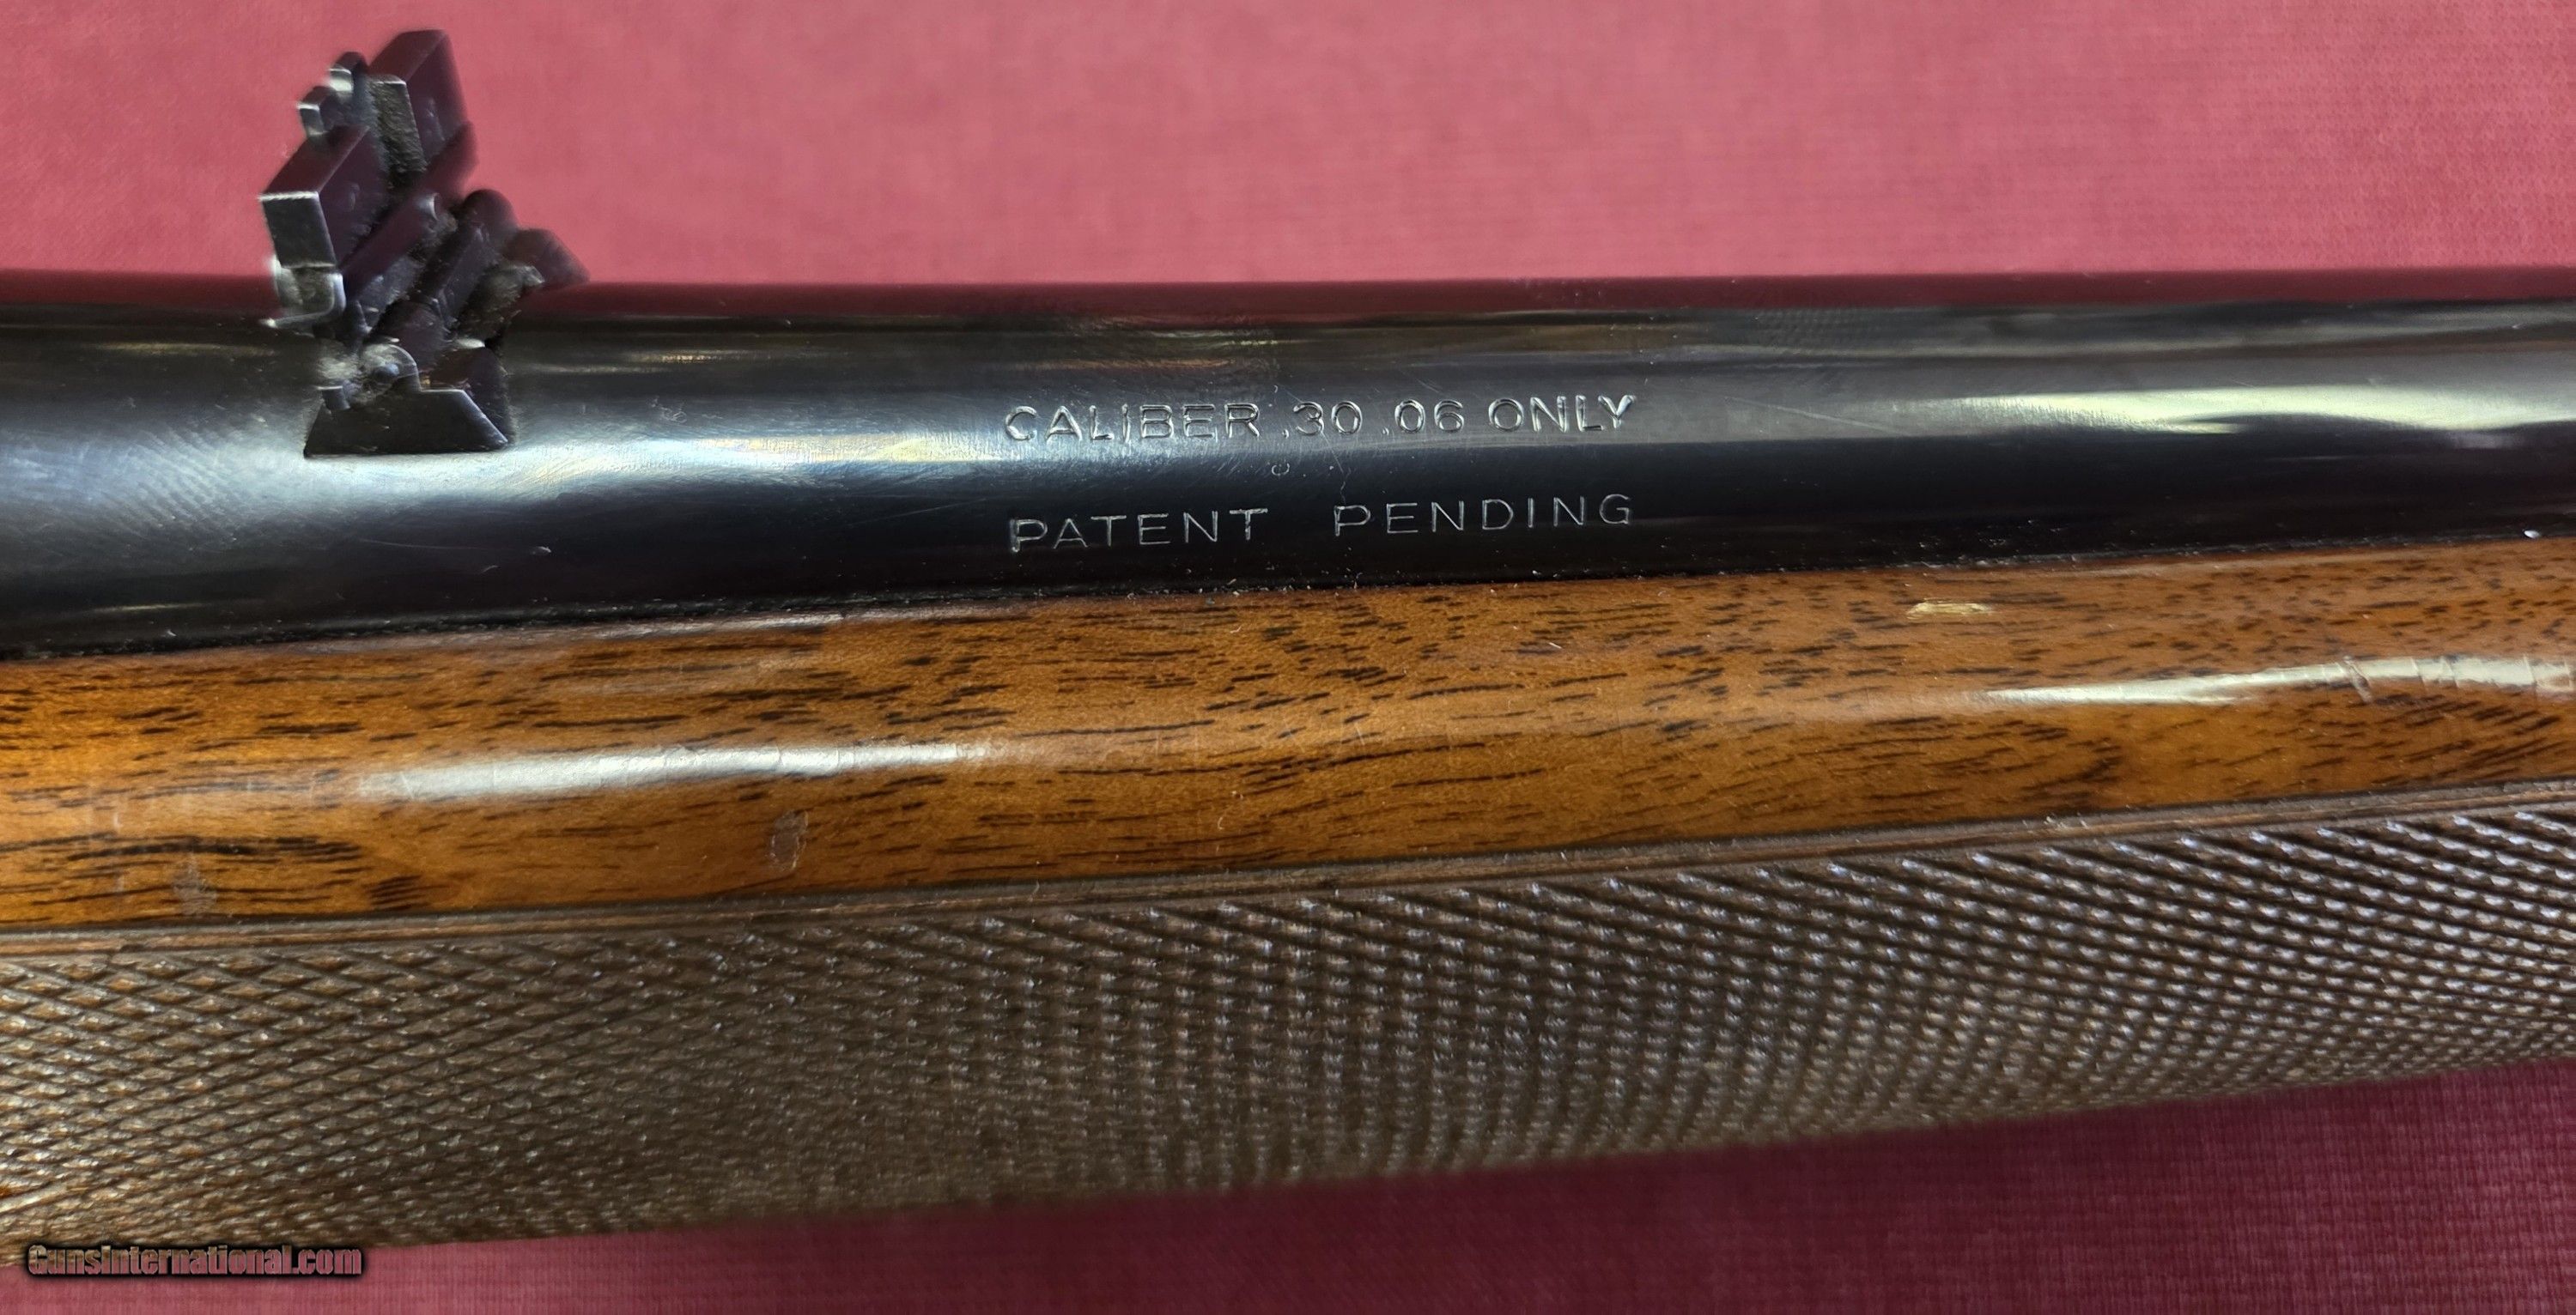 CALIBER .30 .06 ONLY
PATENT PENDING
GunsInternational.com